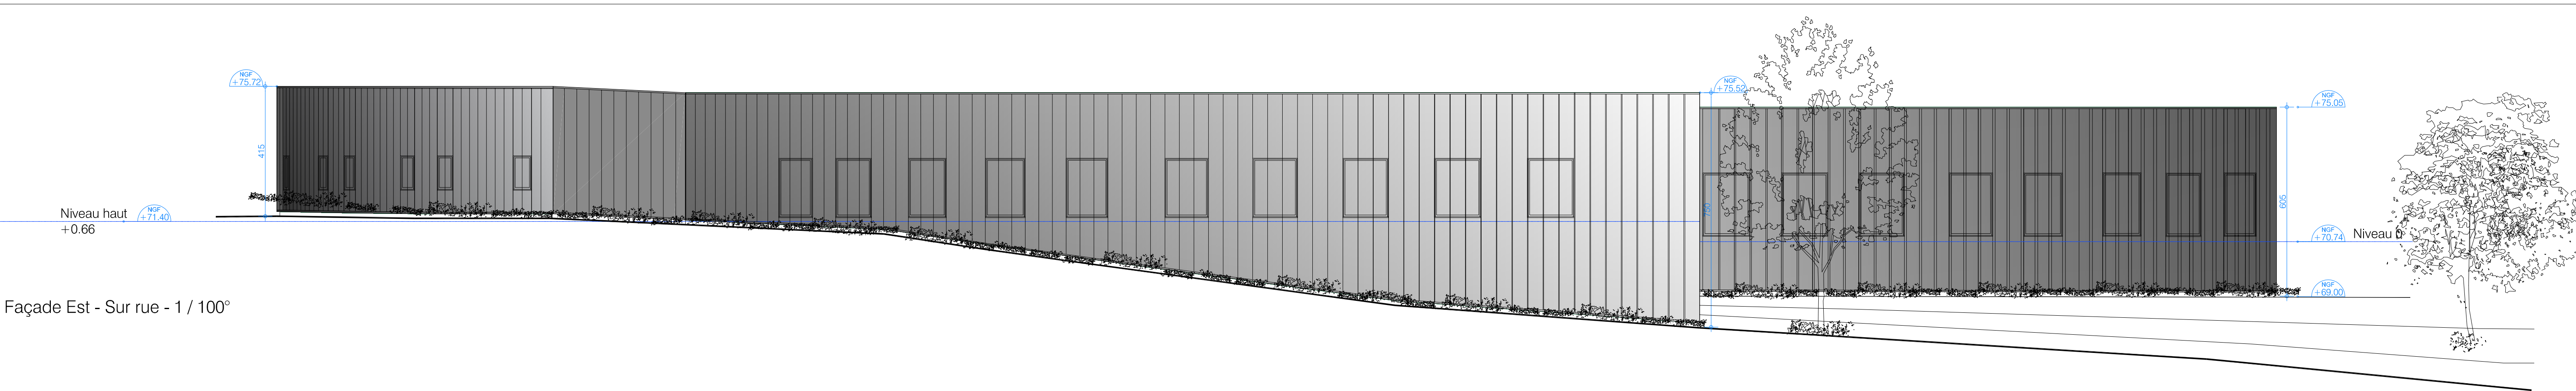 NGF
+75.72
415
Niveau haut
+0.66
NGF
+71.40
Façade Est - Sur rue - 1 / 100°
NGF
+75.52
750
NGF
+75.05
605
NGF
+70.74
Niveau 0
NGF
+69.00